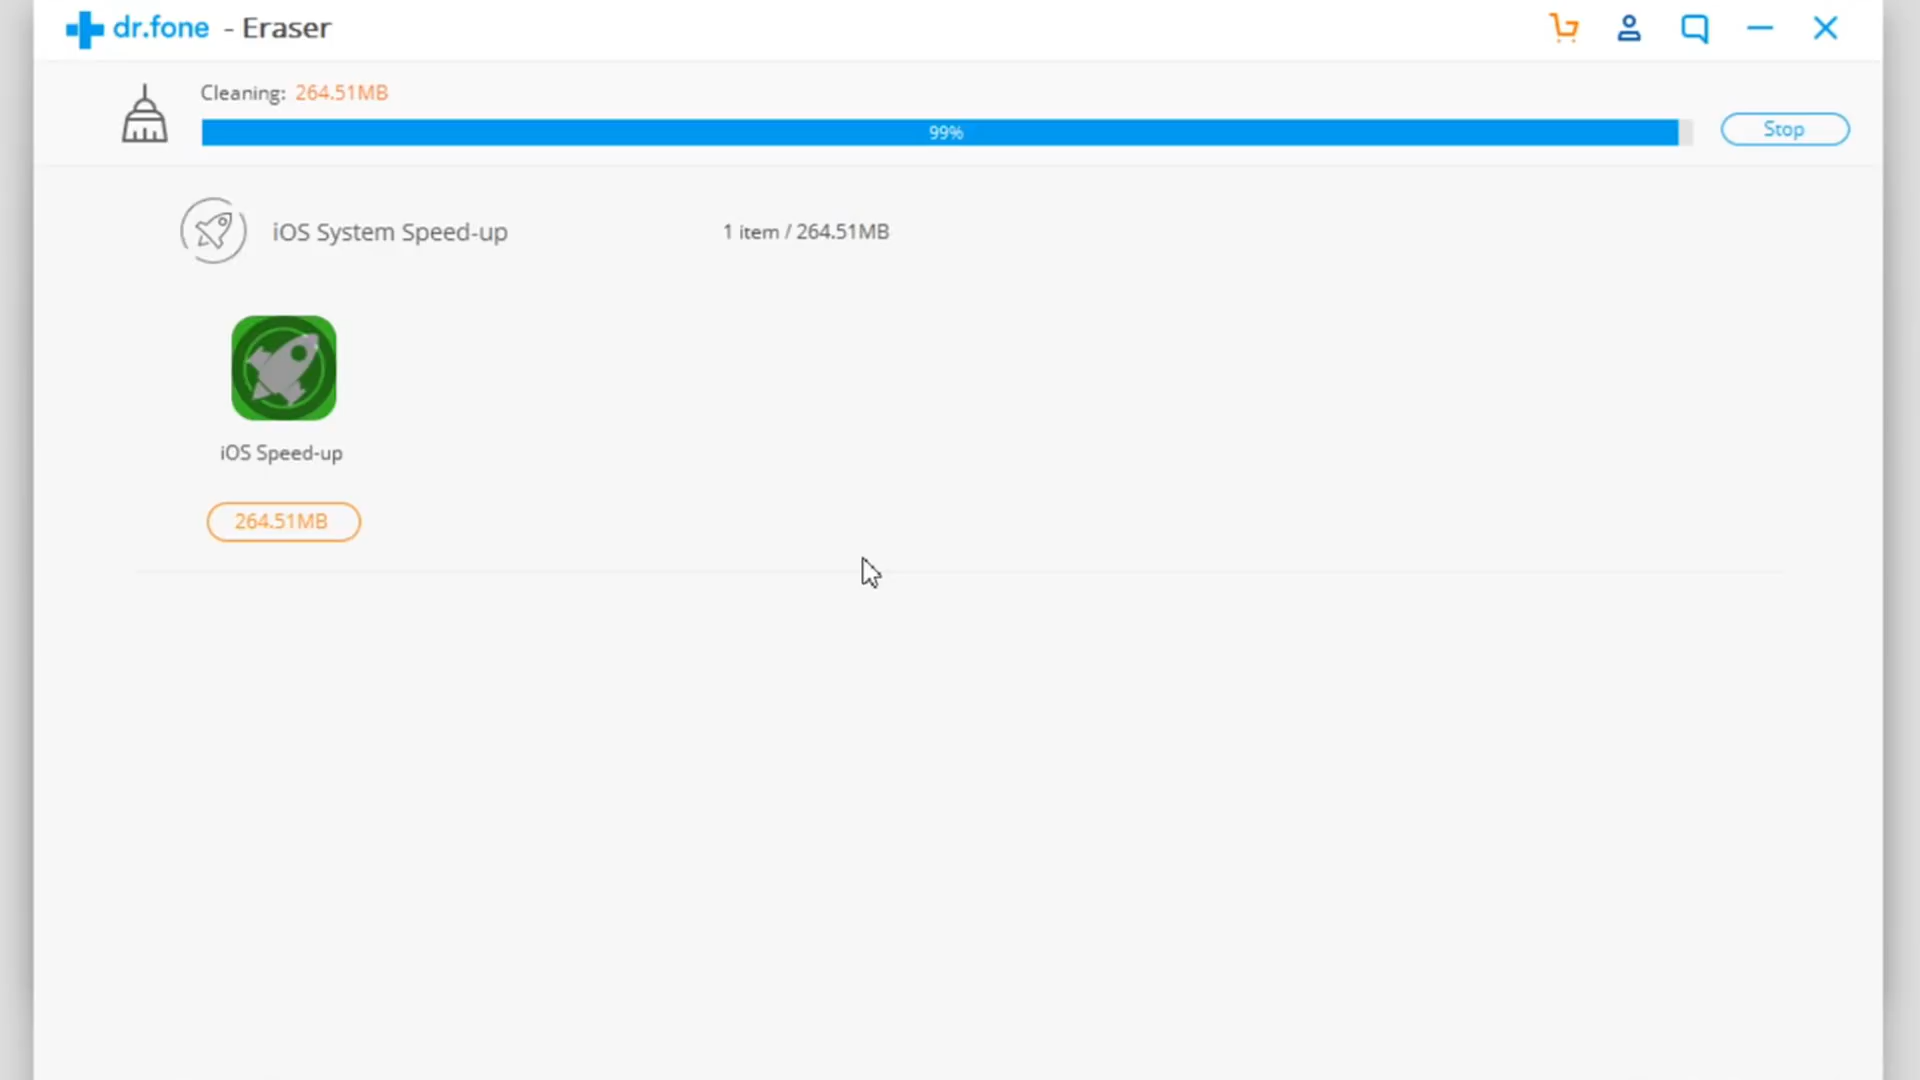 dr.fone - Eraser
Cleaning: 264.51MB
99%
Stop
iOS System Speed-up
1 item / 264.51MB
iOS Speed-up
264.51MB